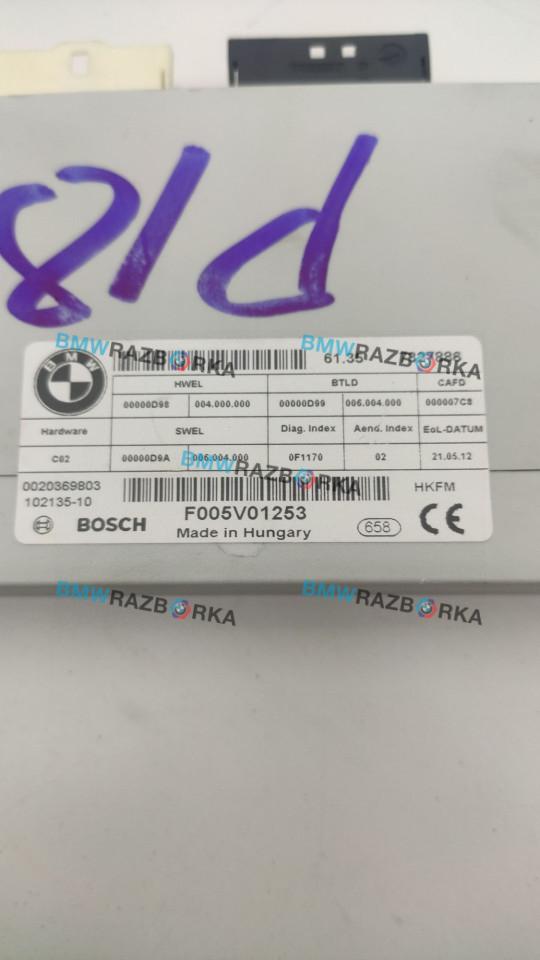 81d
BMW
61.35
HWEL BTLD CAFD
00000D98 004.000.000 00000D99 006.004.000 000007C8
Hardware SWEL Diag. Index Aend. Index EoL-DATUM
C02 00000D9A 006.004.000 0F1170 02 21.05.12
0020369803
102135-10
HKFM
BOSCH F005V01253
Made in Hungary
658 CE
BMWRAZBORKA
BMWRAZBORKA
BMWRAZBORKA
BMWRAZBORKA
BMWRAZBORKA